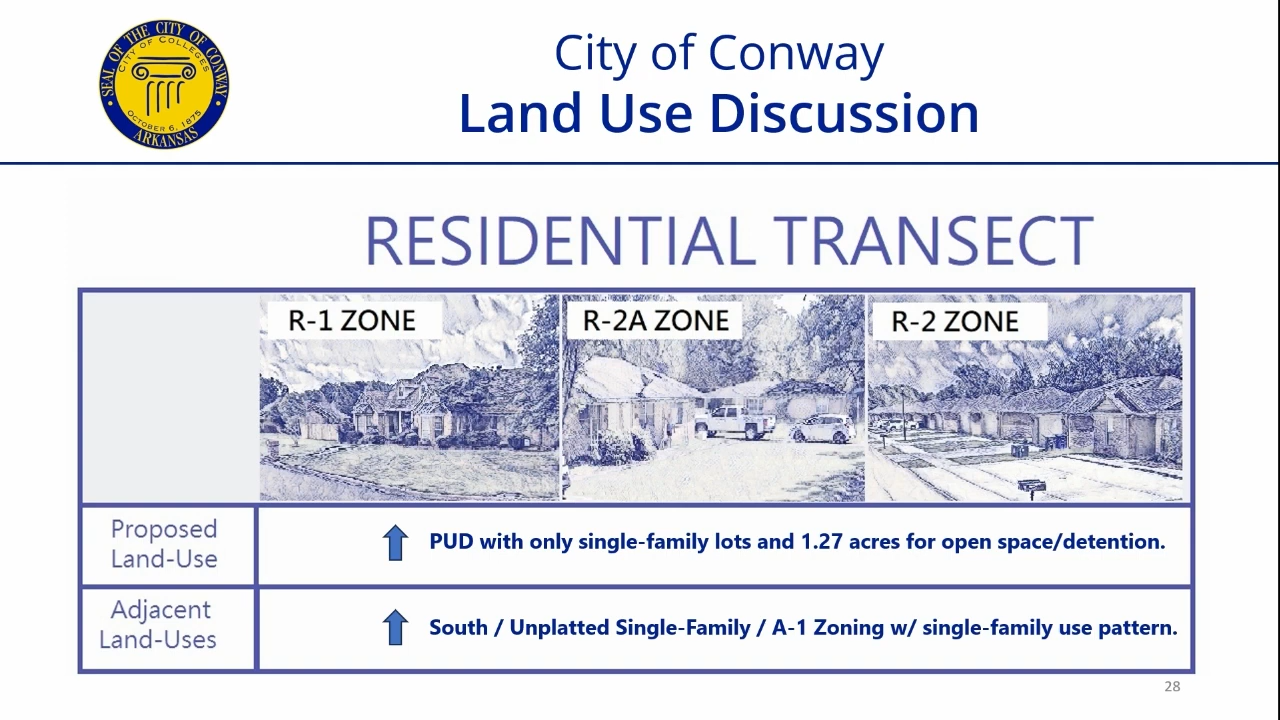 SEAL OF THE CITY OF CONWAY
CITY OF COLLEGES
OCTOBER 6, 1875
ARKANSAS
City of Conway
Land Use Discussion
RESIDENTIAL TRANSECT
R-1 ZONE
R-2A ZONE
R-2 ZONE
Proposed
Land-Use
PUD with only single-family lots and 1.27 acres for open space/detention.
Adjacent
Land-Uses
South / Unplatted Single-Family / A-1 Zoning w/ single-family use pattern.
28